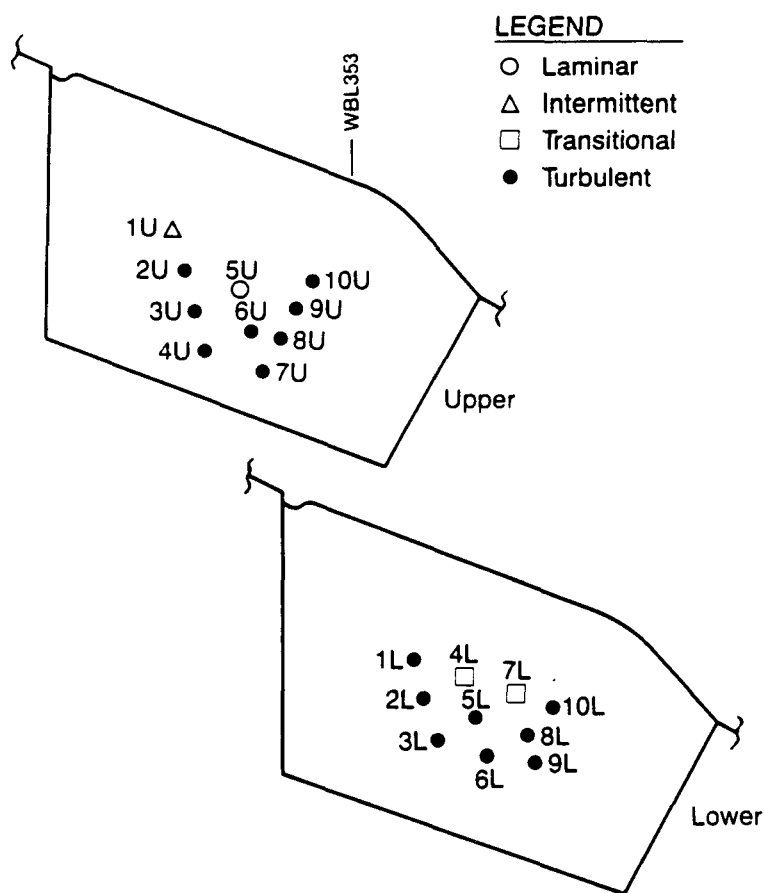 LEGEND
Laminar
Intermittent
Transitional
Turbulent
WBL353
1U
2U
5U
10U
3U
6U
9U
4U
8U
7U
Upper
1L
4L
7L
2L
5L
10L
3L
8L
6L
9L
Lower